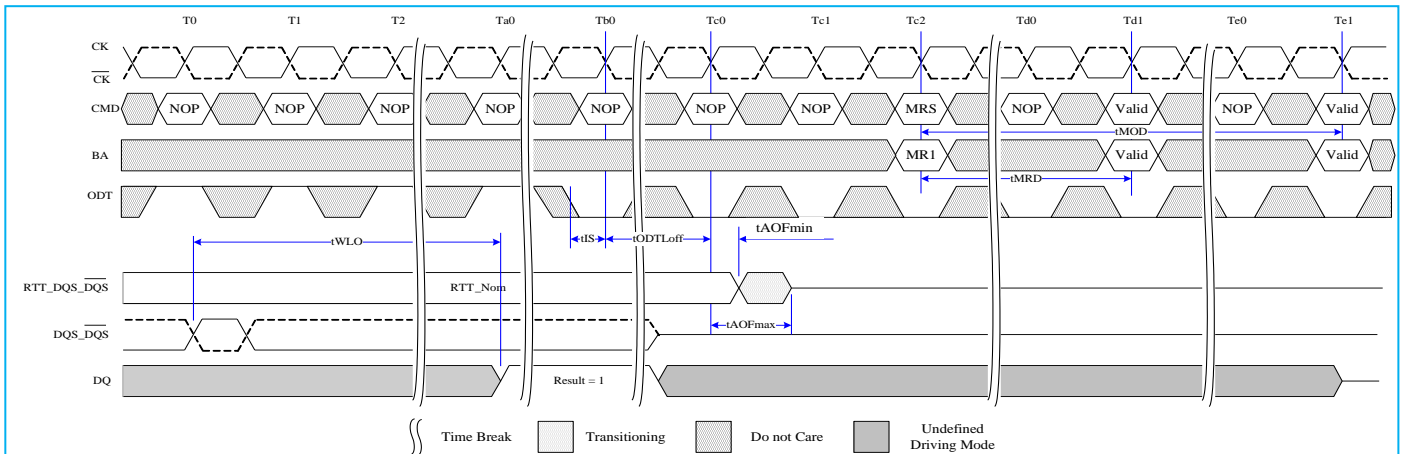 T0 T1 T2 Ta0 Tb0 Tc0 Tc1 Tc2 Td0 Td1 Te0 Te1
CK
CK
CMD NOP NOP NOP NOP NOP NOP NOP MRS NOP Valid NOP Valid
tMOD
BA MR1 Valid Valid
tMRD
ODT
tAOFmin
tWLO tIS tODTLoff
RTT_DQS_DQS RTT_Nom
tAOFmax
DQS_DQS
DQ Result = 1
Time Break Transitioning Do not Care Undefined
Driving Mode